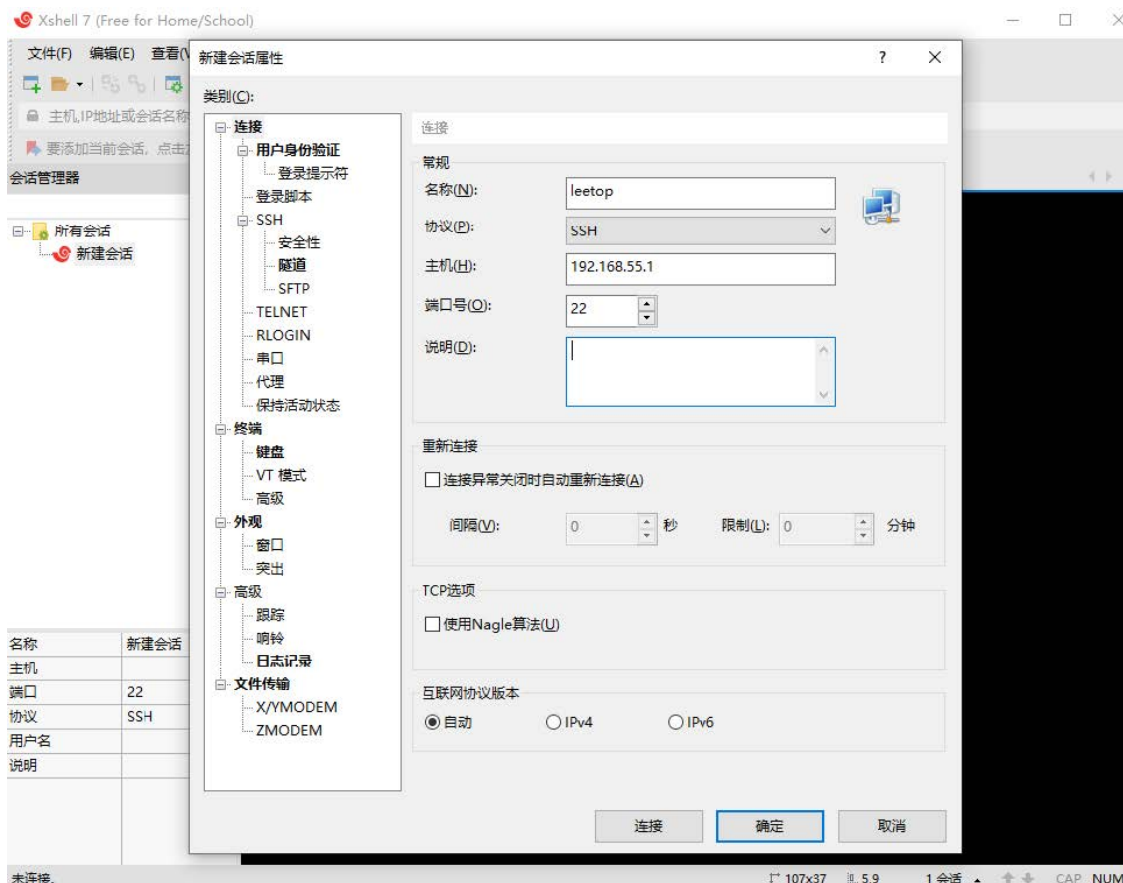 Xshell 7 (Free for Home/School)
文件(F) 编辑(E) 查看(V
主机,IP地址或会话名称
要添加当前会话，点击
会话管理器
所有会话
新建会话
名称 新建会话
主机
端口 22
协议 SSH
用户名
说明
未连接。
新建会话属性 ?
类别(C):
连接
用户身份验证
登录提示符
登录脚本
SSH
安全性
隧道
SFTP
TELNET
RLOGIN
串口
代理
保持活动状态
终端
键盘
VT 模式
高级
外观
窗口
突出
高级
跟踪
响铃
日志记录
文件传输
X/YMODEM
ZMODEM
连接
常规
名称(N): leetop
协议(P): SSH
主机(H): 192.168.55.1
端口号(O): 22
说明(D):
重新连接
连接异常关闭时自动重新连接(A)
间隔(V): 0 秒 限制(L): 0 分钟
TCP选项
使用Nagle算法(U)
互联网协议版本
自动 IPv4 IPv6
连接 确定 取消
107x37 5,9 1 会话 CAP NUM